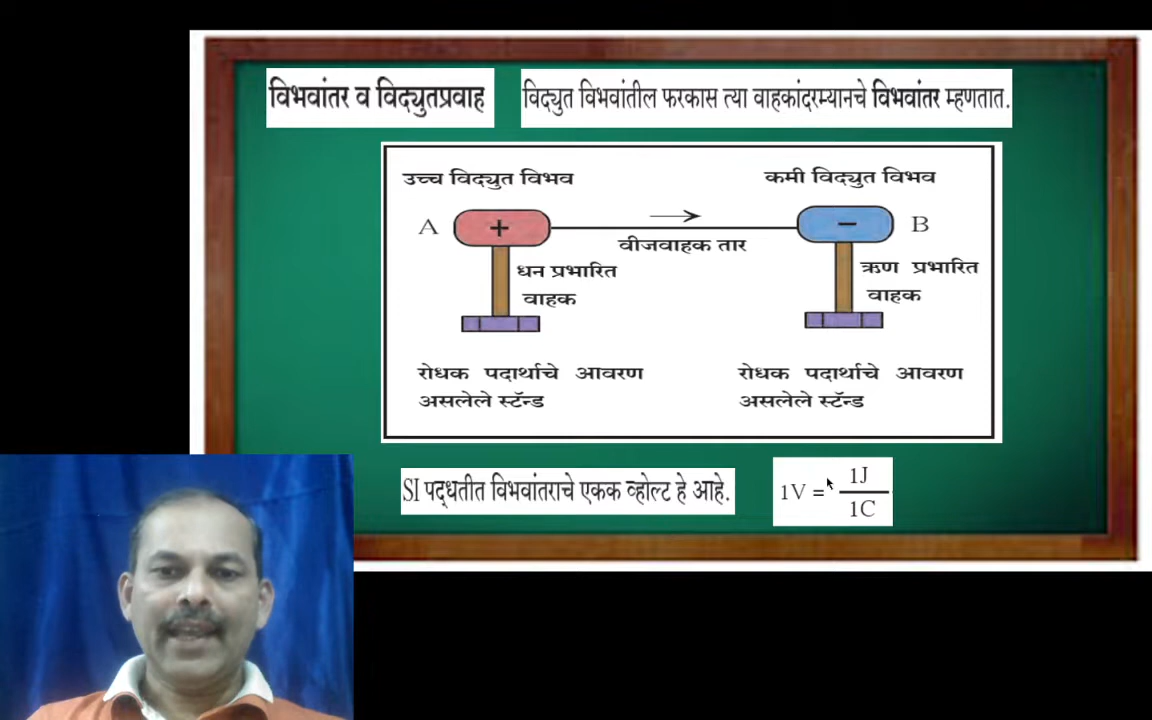 विभवांतर व विद्युतप्रवाह
विद्युत विभवांतील फरकास त्या वाहकांदरम्यानचे विभवांतर म्हणतात.
उच्च विद्युत विभव
कमी विद्युत विभव
A
+
−
B
वीजवाहक तार
धन प्रभारित
वाहक
ऋण प्रभारित
वाहक
रोधक पदार्थाचे आवरण
असलेले स्टॅन्ड
रोधक पदार्थाचे आवरण
असलेले स्टॅन्ड
SI पद्धतीत विभवांतराचे एकक व्होल्ट हे आहे.
1V = 1J
1C